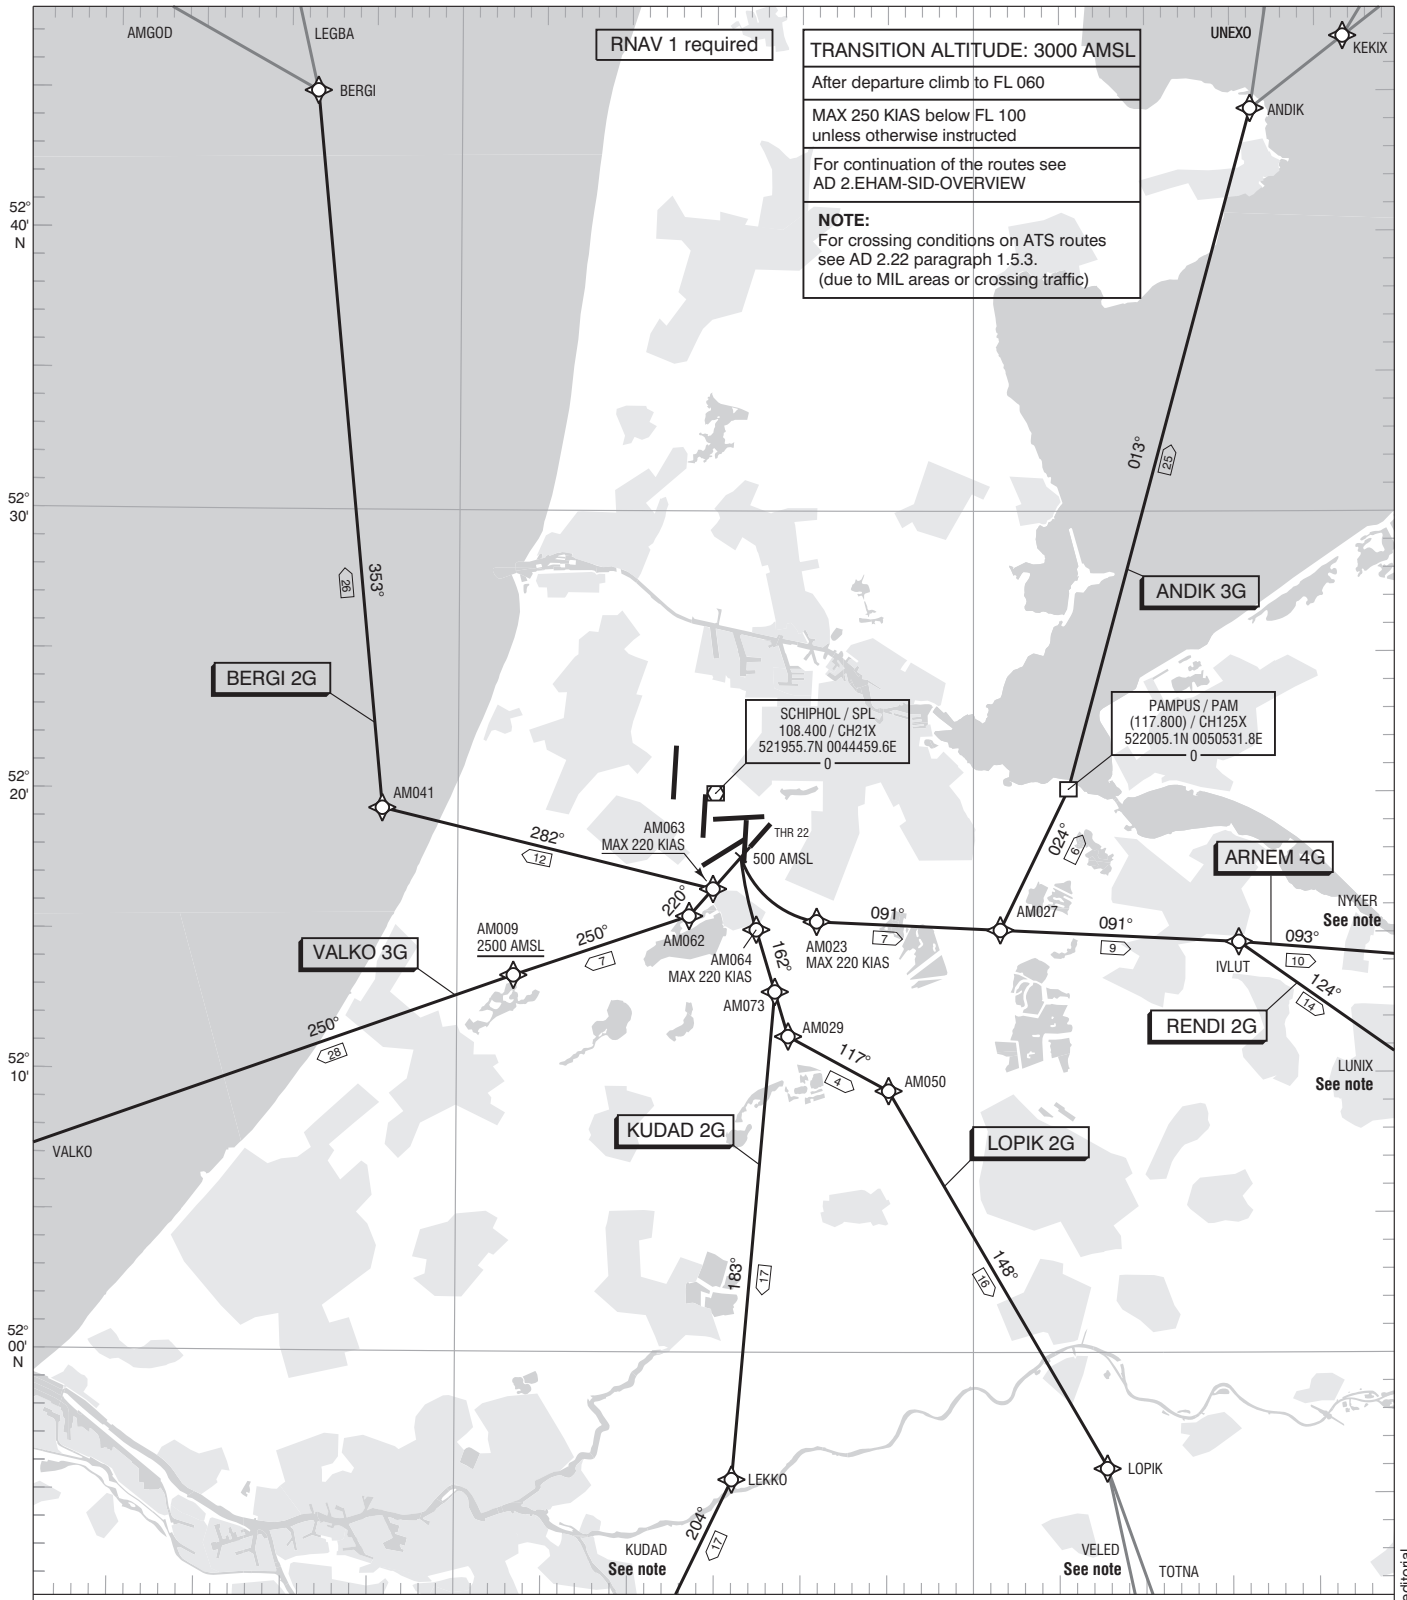 AMGOD
LEGBA
BERGI
RNAV 1 required
TRANSITION ALTITUDE: 3000 AMSL
After departure climb to FL 060
MAX 250 KIAS below FL 100
unless otherwise instructed
For continuation of the routes see
AD 2.EHAM-SID-OVERVIEW
NOTE:
For crossing conditions on ATS routes
see AD 2.22 paragraph 1.5.3.
(due to MIL areas or crossing traffic)
UNEXO
KEKIX
ANDIK
52°
40'
N
013°
25
52°
30'
353°
26
ANDIK 3G
BERGI 2G
SCHIPHOL / SPL
108.400 / CH21X
521955.7N 0044459.6E
0
PAMPUS / PAM
(117.800) / CH125X
522005.1N 0050531.8E
0
52°
20'
AM041
282°
12
AM063
MAX 220 KIAS
THR 22
500 AMSL
024°
6
ARNEM 4G
NYKER
See note
220°
AM009
2500 AMSL
250°
7
AM062
AM064
MAX 220 KIAS
162°
AM023
MAX 220 KIAS
091°
7
AM027
091°
9
IVLUT
093°
10
124°
14
VALKO 3G
RENDI 2G
AM073
AM029
250°
28
117°
4
AM050
52°
10'
LUNIX
See note
VALKO
KUDAD 2G
LOPIK 2G
183°
17
148°
16
52°
00'
N
LEKKO
LOPIK
204°
17
KUDAD
See note
VELED
See note
TOTNA
editorial